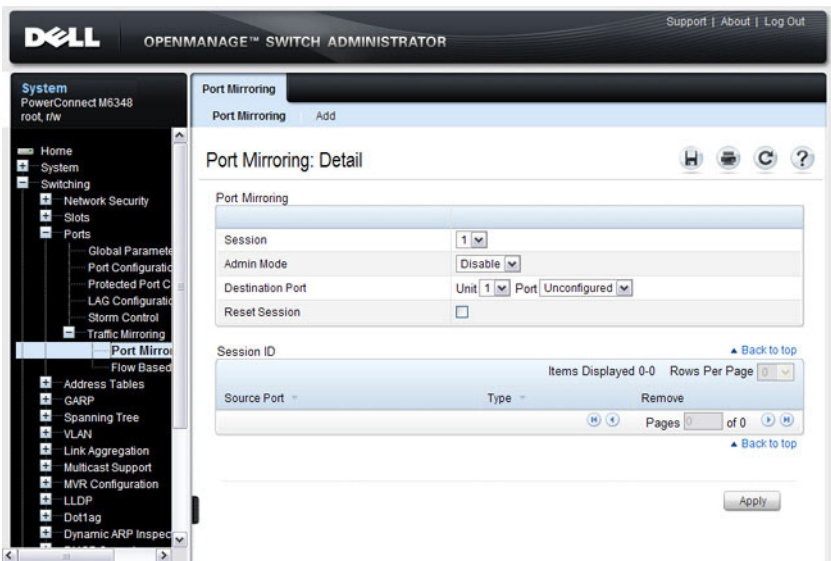 Support | About | Log Out
DELL
OPENMANAGE™ SWITCH ADMINISTRATOR
System
PowerConnect M6348
root, r/w
Home
System
Switching
Network Security
Slots
Ports
Global Paramete
Port Configuratic
Protected Port C
LAG Configuratic
Storm Control
Traffic Mirroring
Port Mirro
Flow Based
Address Tables
GARP
Spanning Tree
VLAN
Link Aggregation
Multicast Support
MVR Configuration
LLDP
Dot1ag
Dynamic ARP Inspec
Port Mirroring
Port Mirroring Add
Port Mirroring: Detail
Port Mirroring
Session 1
Admin Mode Disable
Destination Port Unit 1 Port Unconfigured
Reset Session
Session ID Back to top
Items Displayed 0-0 Rows Per Page 0
Source Port Type Remove
Pages 0 of 0
Back to top
Apply